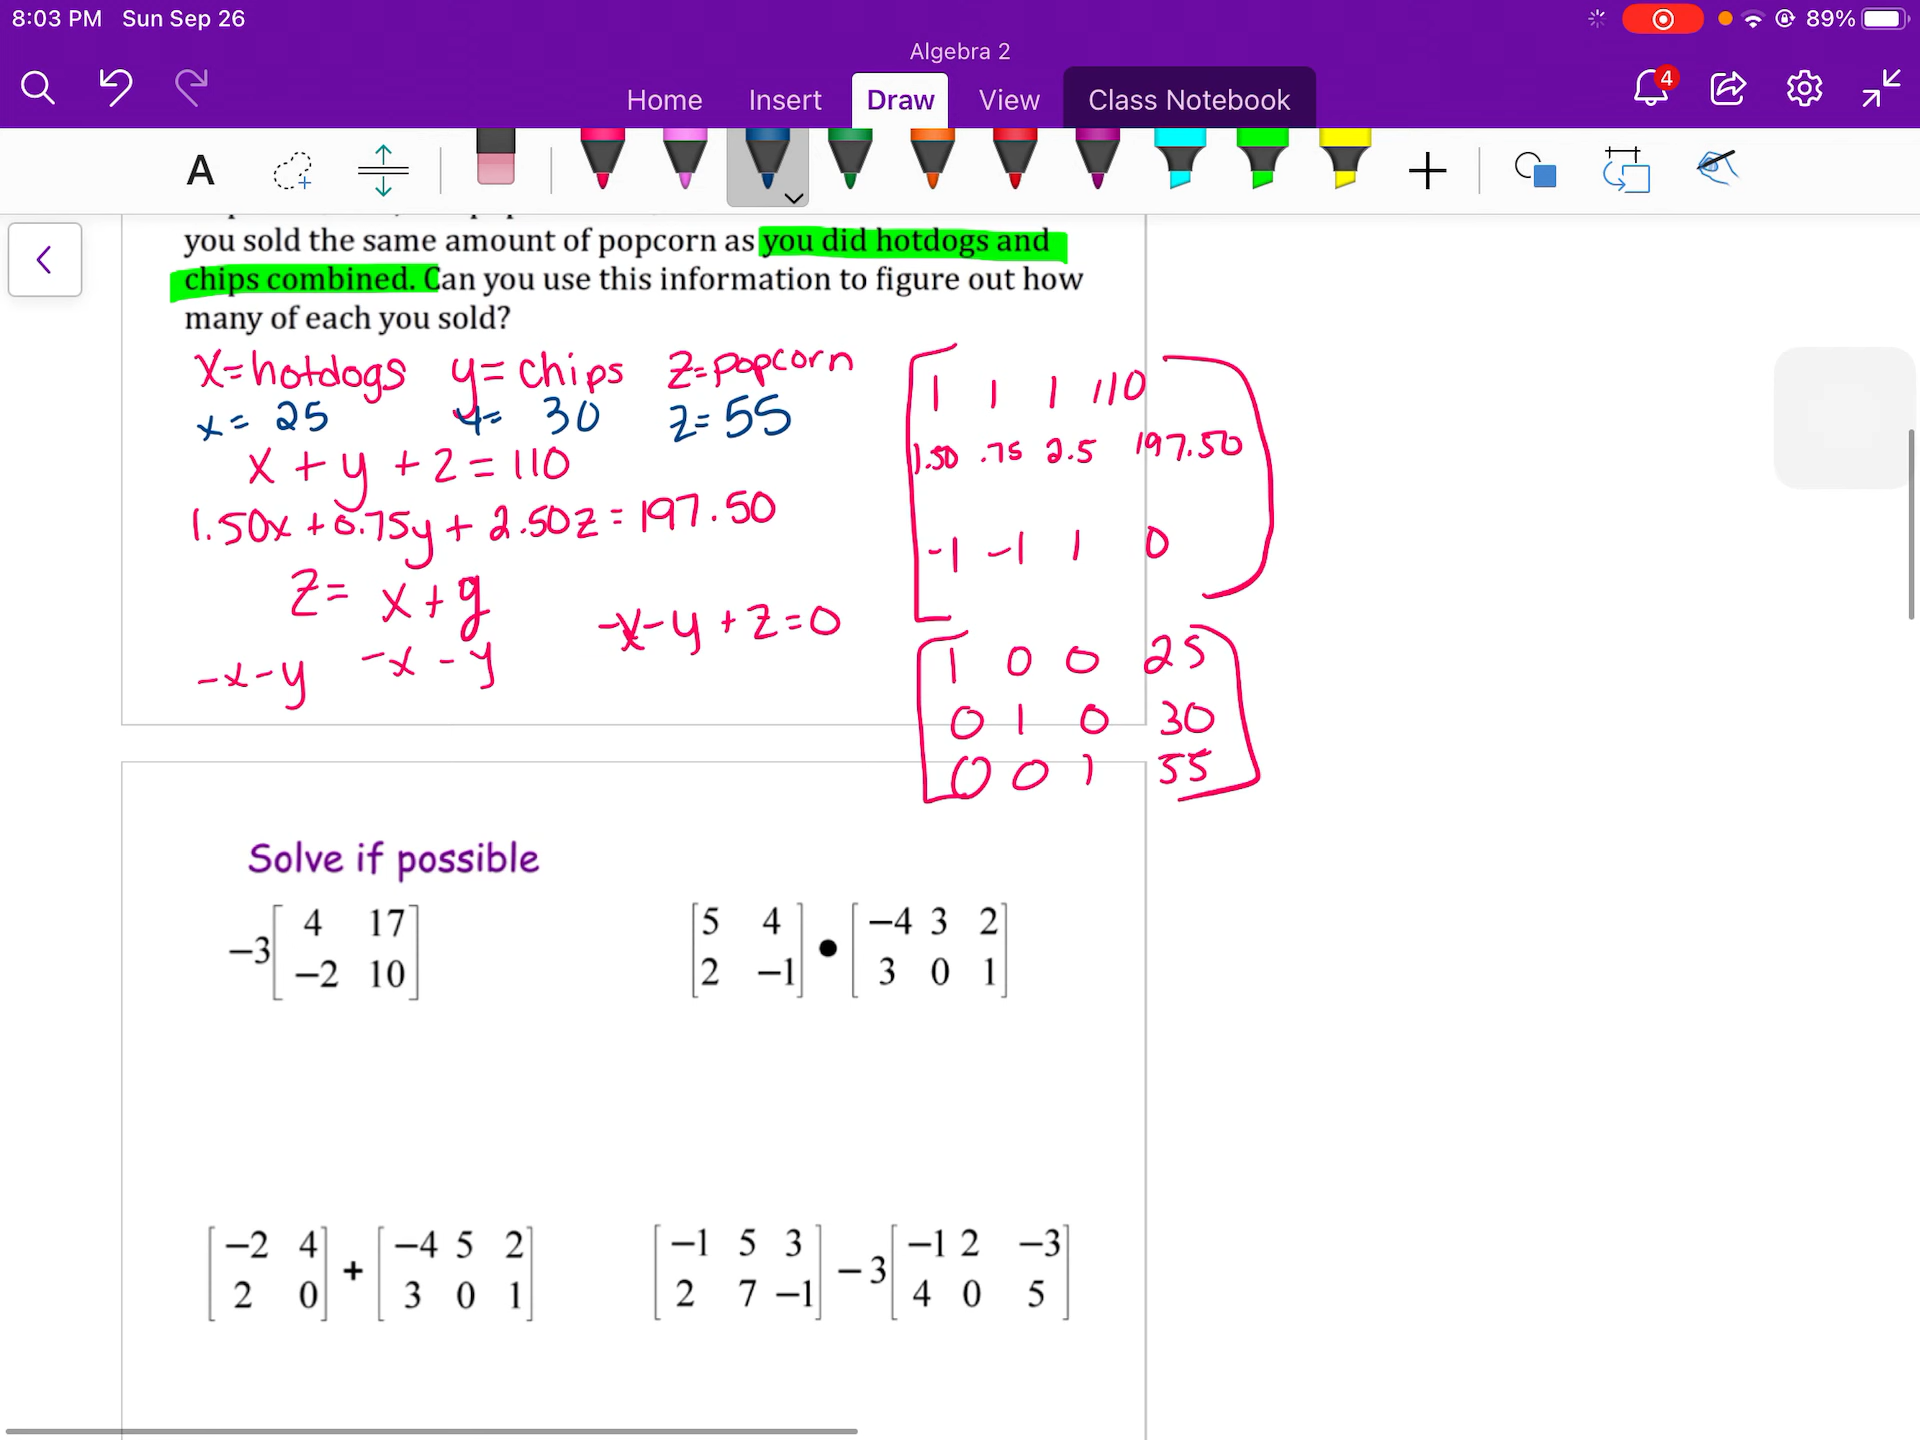 8:03 PM Sun Sep 26
89%
Algebra 2
Home Insert Draw View Class Notebook
4
A
you sold the same amount of popcorn as you did hotdogs and
chips combined. Can you use this information to figure out how
many of each you sold?
X=hotdogs y= chips Z=popcorn
x= 25 y= 30 z= 55
x + y + z = 110
1.50x + 0.75y + 2.50z = 197.50
z= x+y
-x-y+z=0
-x-y -x-y
1 1 1 110
1.50 .75 2.5 197.50
-1 -1 1 0
1 0 0 25
0 1 0 30
0 0 1 55
Solve if possible
−3[4 17
−2 10]
[5 4
2 −1] • [−4 3 2
3 0 1]
[−2 4
2 0] + [−4 5 2
3 0 1]
[−1 5 3
2 7 −1] − 3[−1 2 −3
4 0 5]